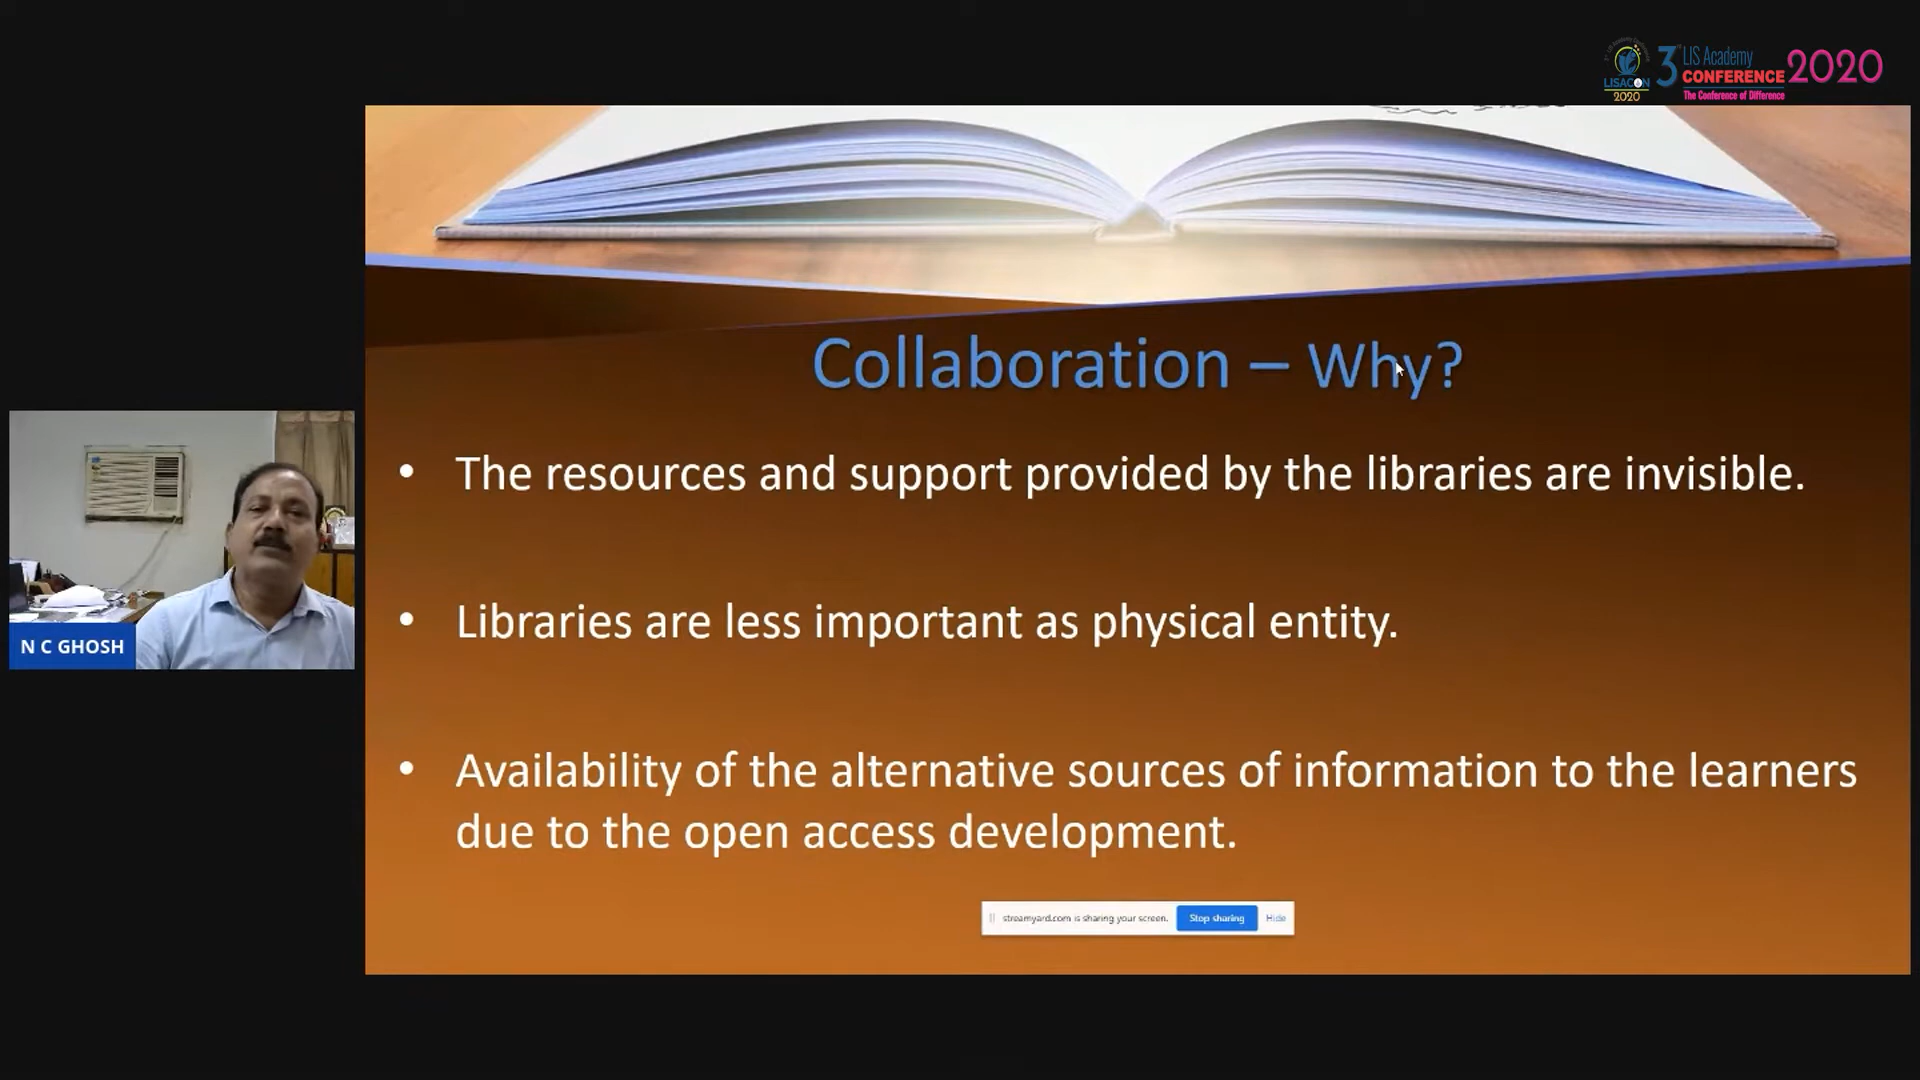 LISACON
2020
3rd LIS Academy
CONFERENCE 2020
The Conference of Difference
Collaboration – Why?
• The resources and support provided by the libraries are invisible.
• Libraries are less important as physical entity.
• Availability of the alternative sources of information to the learners
due to the open access development.
N C GHOSH
streamyard.com is sharing your screen. Stop sharing Hide